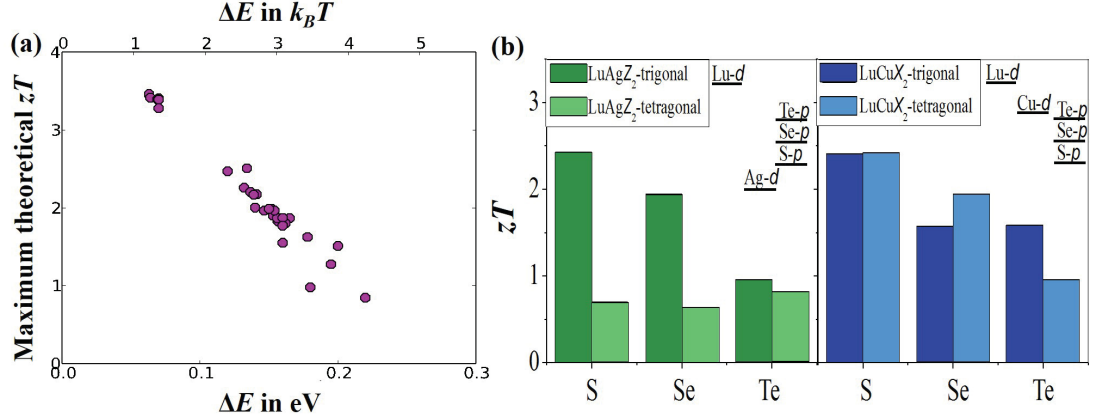 ΔE in k_BT
(a)
0 1 2 3 4 5
Maximum theoretical zT
4
3
2
1
0
0.0 0.1 0.2 0.3
ΔE in eV
(b)
LuAgZ₂-trigonal
LuAgZ₂-tetragonal
Lu-d
Te-p
Se-p
S-p
Ag-d
LuCuX₂-trigonal
LuCuX₂-tetragonal
Lu-d
Cu-d
Te-p
Se-p
S-p
zT
3
2
1
0
S Se Te S Se Te